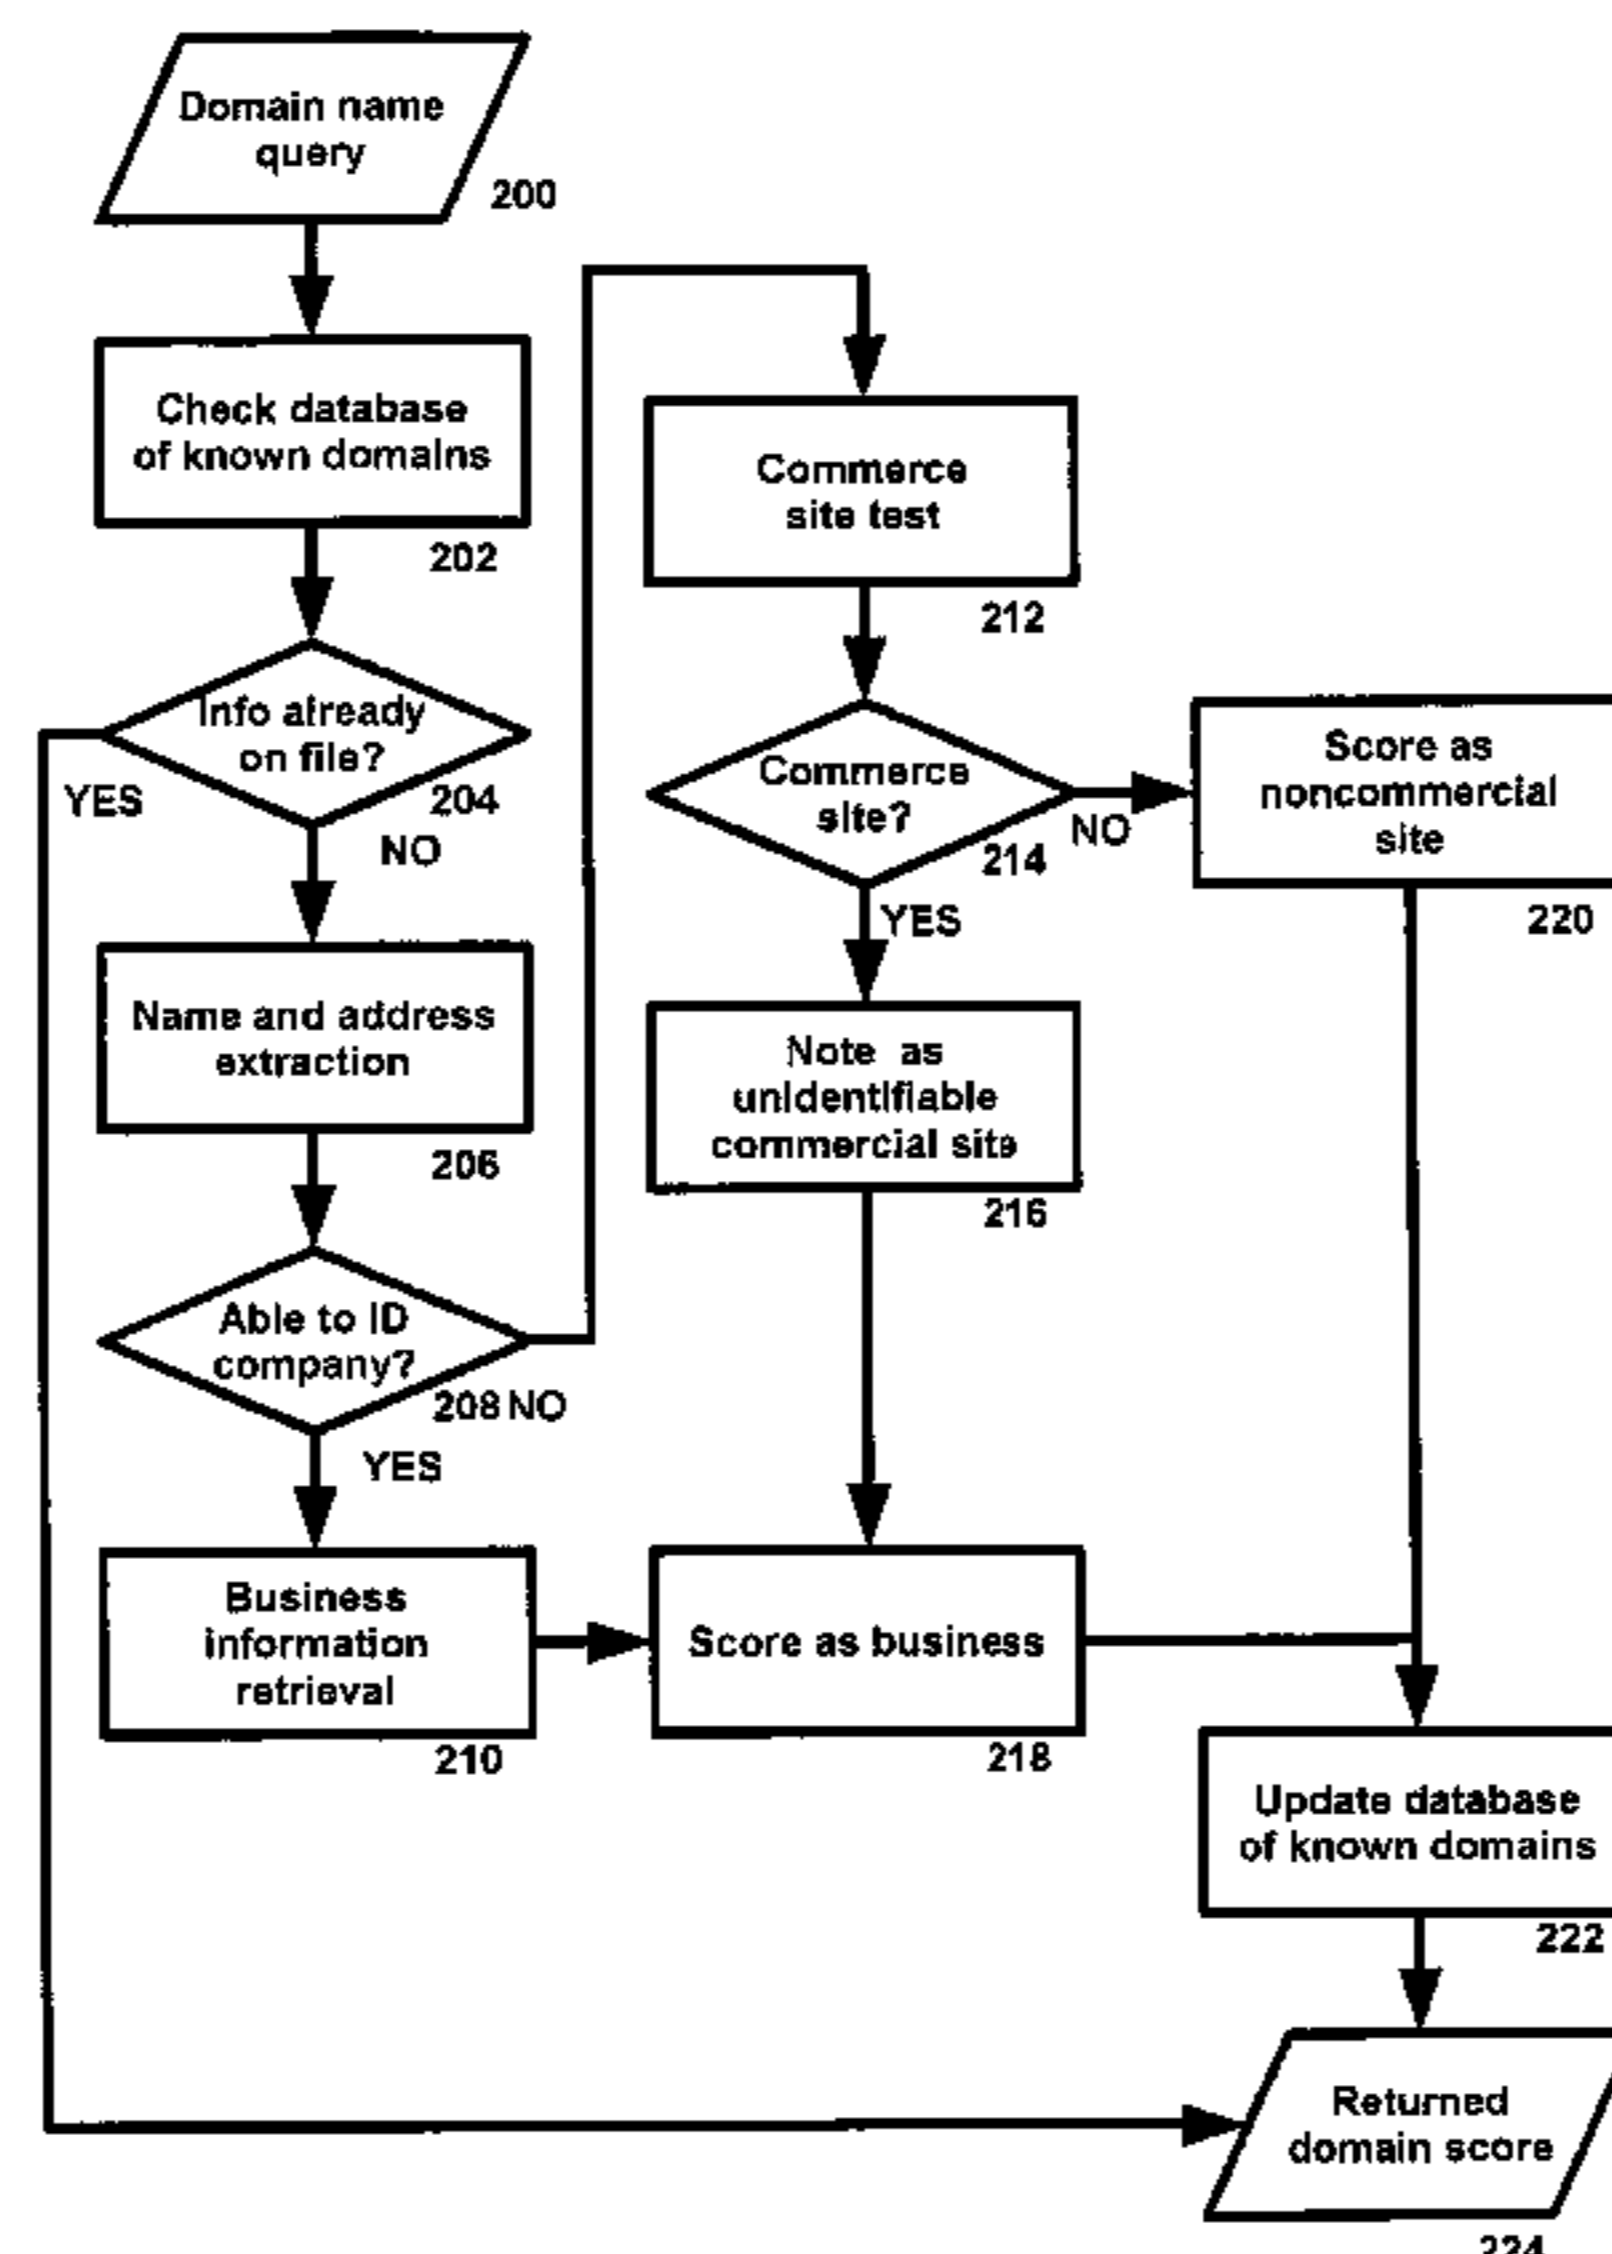 Domain name
query
200
Check database
of known domains
202
Info already
on file?
204
YES
NO
Name and address
extraction
206
Able to ID
company?
208 NO
YES
Business
information
retrieval
210
Commerce
site test
212
Commerce
site?
214
NO
YES
Note as
unidentifiable
commercial site
216
Score as business
218
Score as
noncommercial
site
220
Update database
of known domains
222
Returned
domain score
224